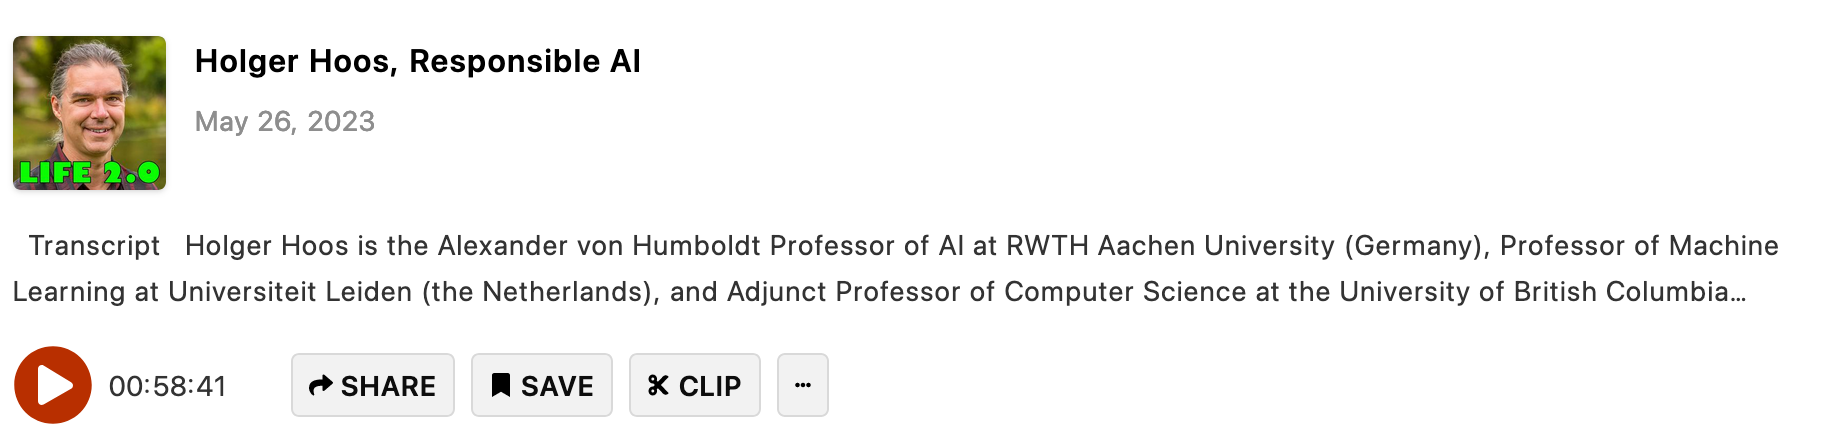 Holger Hoos, Responsible AI
May 26, 2023
LIFE 2.0
Transcript Holger Hoos is the Alexander von Humboldt Professor of AI at RWTH Aachen University (Germany), Professor of Machine
Learning at Universiteit Leiden (the Netherlands), and Adjunct Professor of Computer Science at the University of British Columbia…
00:58:41 SHARE SAVE CLIP ···